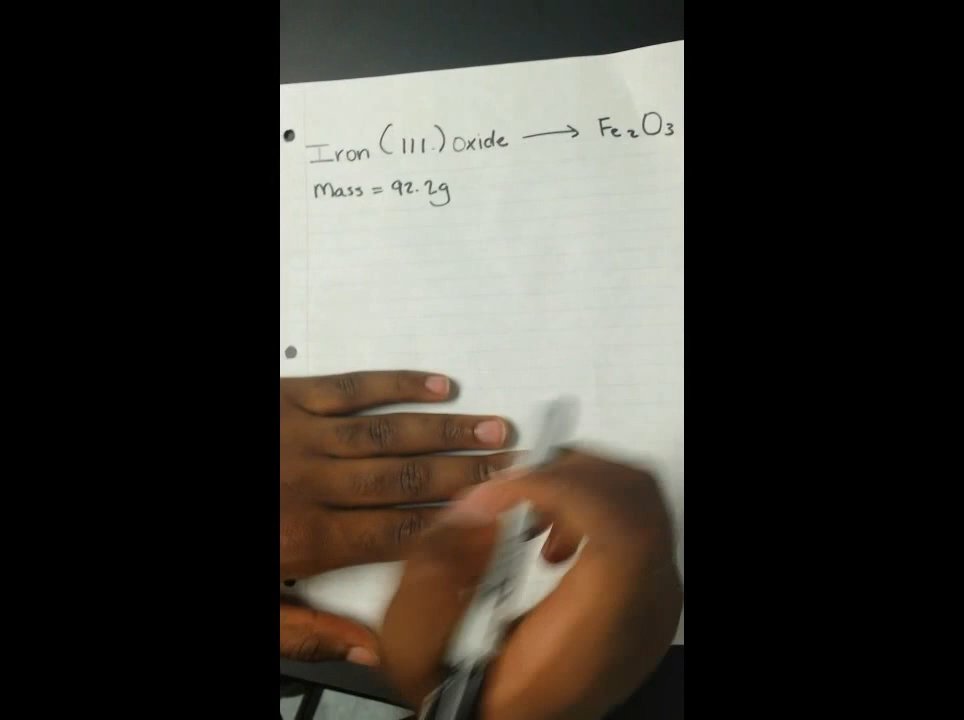 Iron (III.) Oxide → Fe₂O₃
Mass = 92.2g